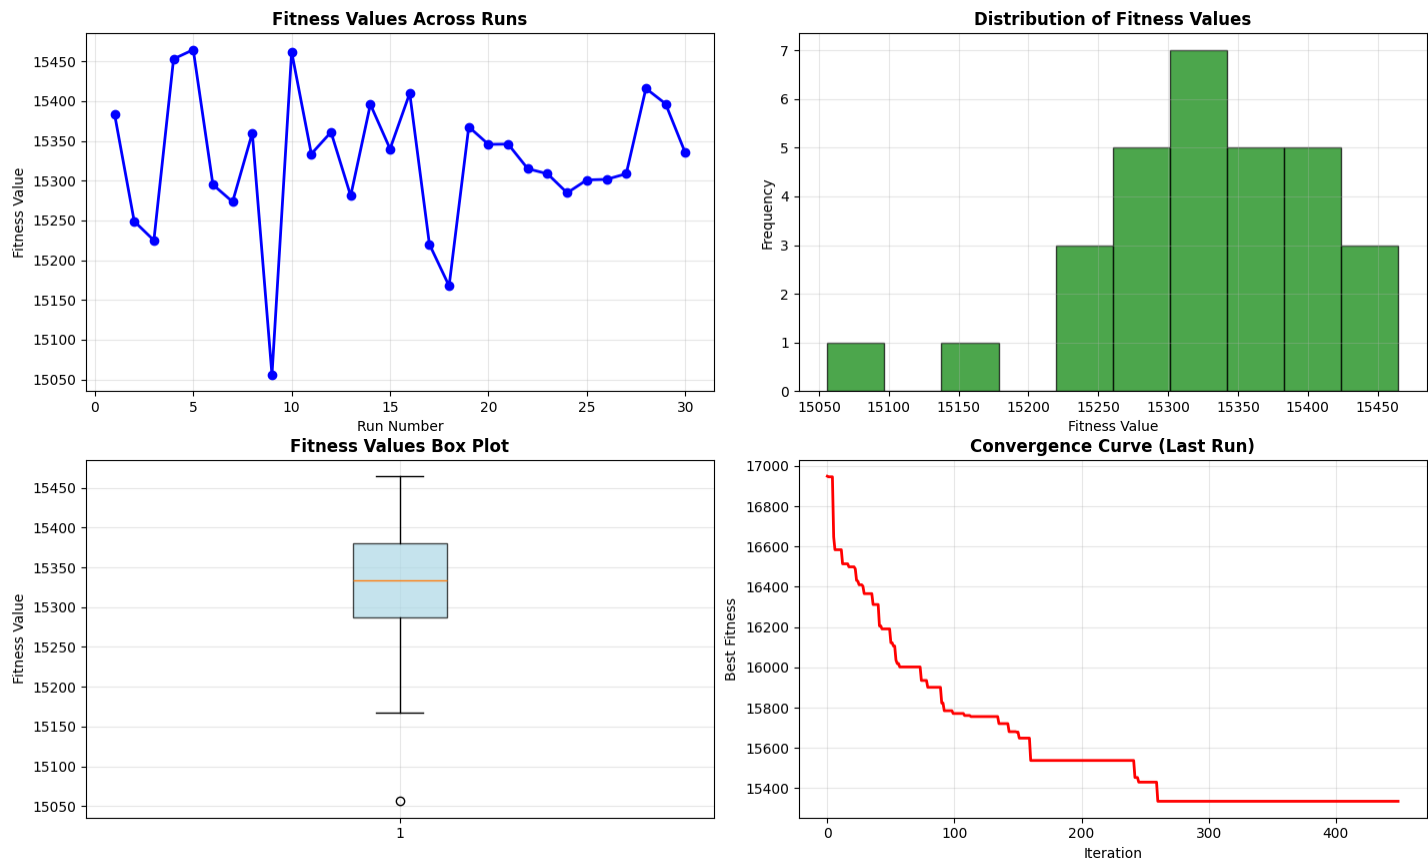 Fitness Values Across Runs
Fitness Value
15450
15400
15350
15300
15250
15200
15150
15100
15050
0 5 10 15 20 25 30
Run Number
Distribution of Fitness Values
Frequency
7
6
5
4
3
2
1
0
15050 15100 15150 15200 15250 15300 15350 15400 15450
Fitness Value
Fitness Values Box Plot
Fitness Value
15450
15400
15350
15300
15250
15200
15150
15100
15050
1
Convergence Curve (Last Run)
Best Fitness
17000
16800
16600
16400
16200
16000
15800
15600
15400
0 100 200 300 400
Iteration